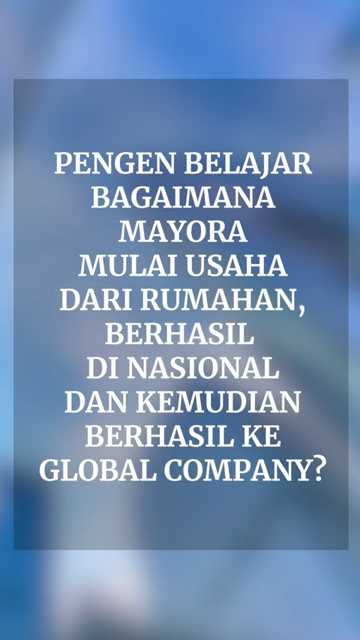 PENGEN BELAJAR
BAGAIMANA
MAYORA
MULAI USAHA
DARI RUMAHAN,
BERHASIL
DI NASIONAL
DAN KEMUDIAN
BERHASIL KE
GLOBAL COMPANY?